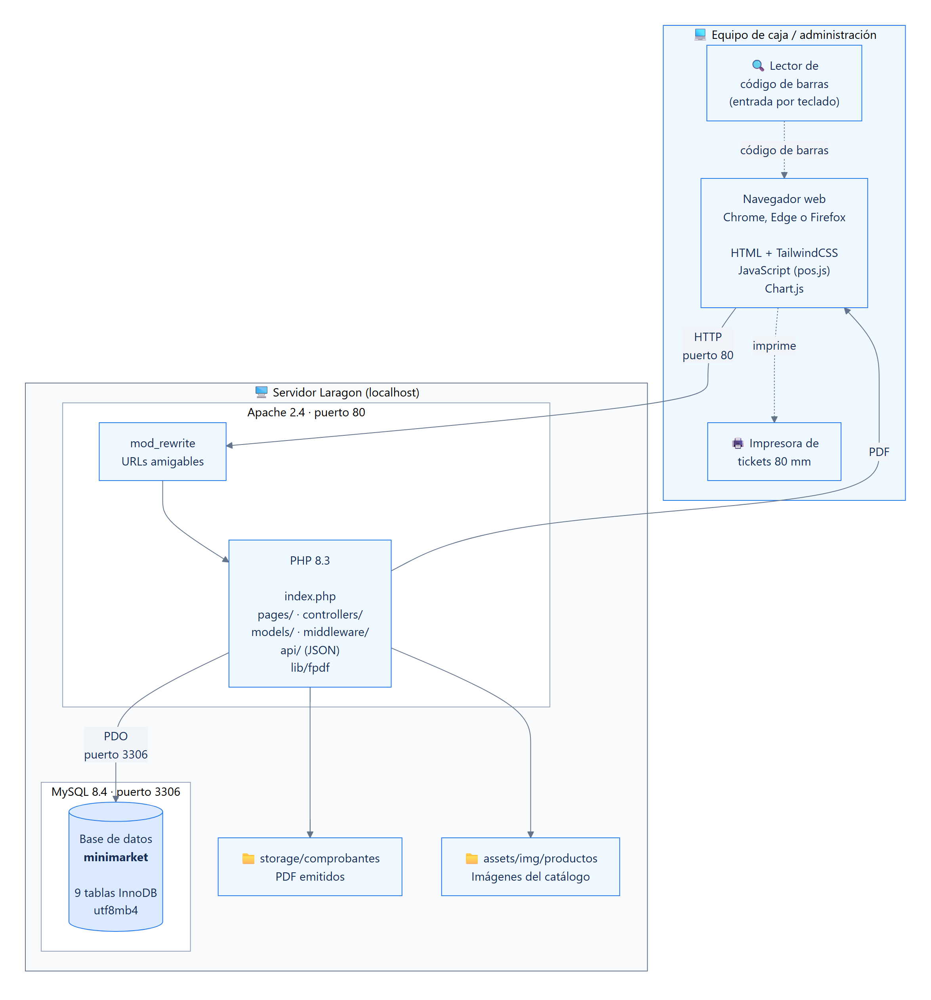 Equipo de caja / administración
Lector de
código de barras
(entrada por teclado)
código de barras
Navegador web
Chrome, Edge o Firefox
HTML + TailwindCSS
JavaScript (pos.js)
Chart.js
HTTP
puerto 80
imprime
Impresora de
tickets 80 mm
PDF
Servidor Laragon (localhost)
Apache 2.4 · puerto 80
mod_rewrite
URLs amigables
PHP 8.3
index.php
pages/ · controllers/
models/ · middleware/
api/ (JSON)
lib/fpdf
PDO
puerto 3306
MySQL 8.4 · puerto 3306
Base de datos
minimarket
9 tablas InnoDB
utf8mb4
storage/comprobantes
PDF emitidos
assets/img/productos
Imágenes del catálogo